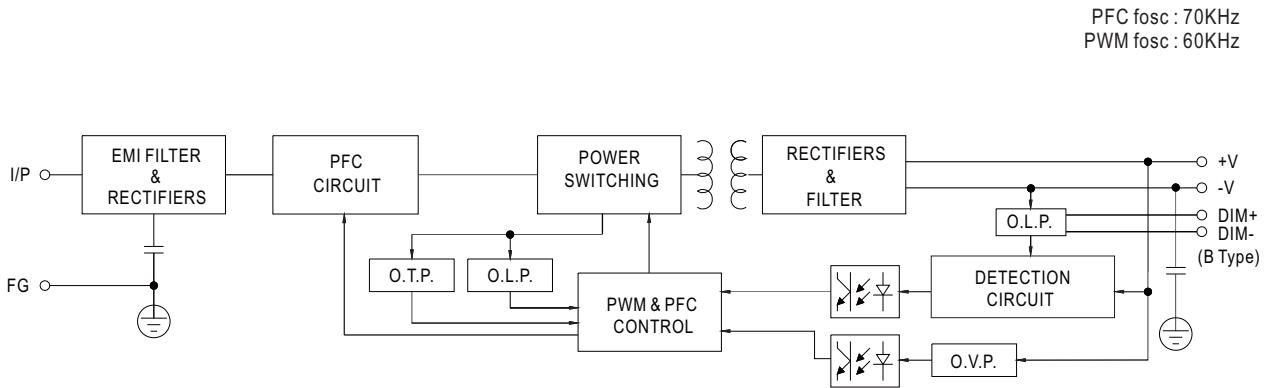 PFC fosc : 70KHz
PWM fosc : 60KHz
I/P
EMI FILTER
&
RECTIFIERS
PFC
CIRCUIT
POWER
SWITCHING
RECTIFIERS
&
FILTER
+V
-V
DIM+
DIM-
(B Type)
O.L.P.
FG
O.T.P.
O.L.P.
PWM & PFC
CONTROL
DETECTION
CIRCUIT
O.V.P.